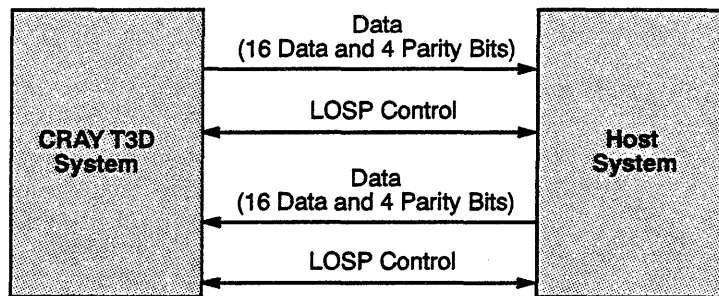 Data
(16 Data and 4 Parity Bits)
LOSP Control
CRAY T3D
System
Host
System
Data
(16 Data and 4 Parity Bits)
LOSP Control